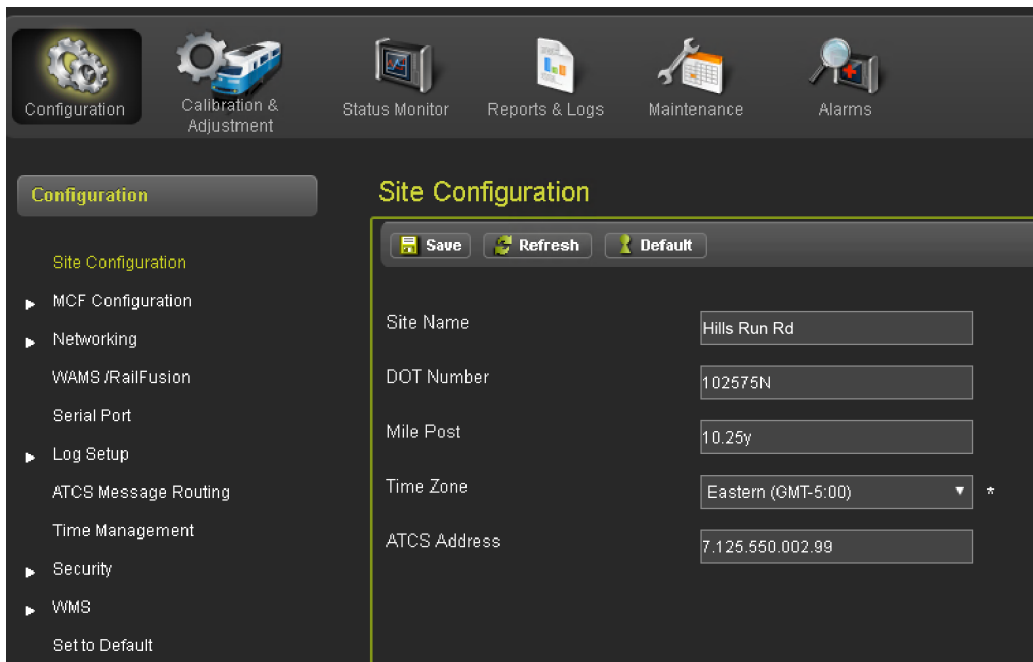 Configuration
Calibration &
Adjustment
Status Monitor
Reports & Logs
Maintenance
Alarms
Configuration
Site Configuration
MCF Configuration
Networking
WAMS /RailFusion
Serial Port
Log Setup
ATCS Message Routing
Time Management
Security
WMS
Set to Default
Site Configuration
Save Refresh Default
Site Name Hills Run Rd
DOT Number 102575N
Mile Post 10.25y
Time Zone Eastern (GMT-5:00) *
ATCS Address 7.125.550.002.99